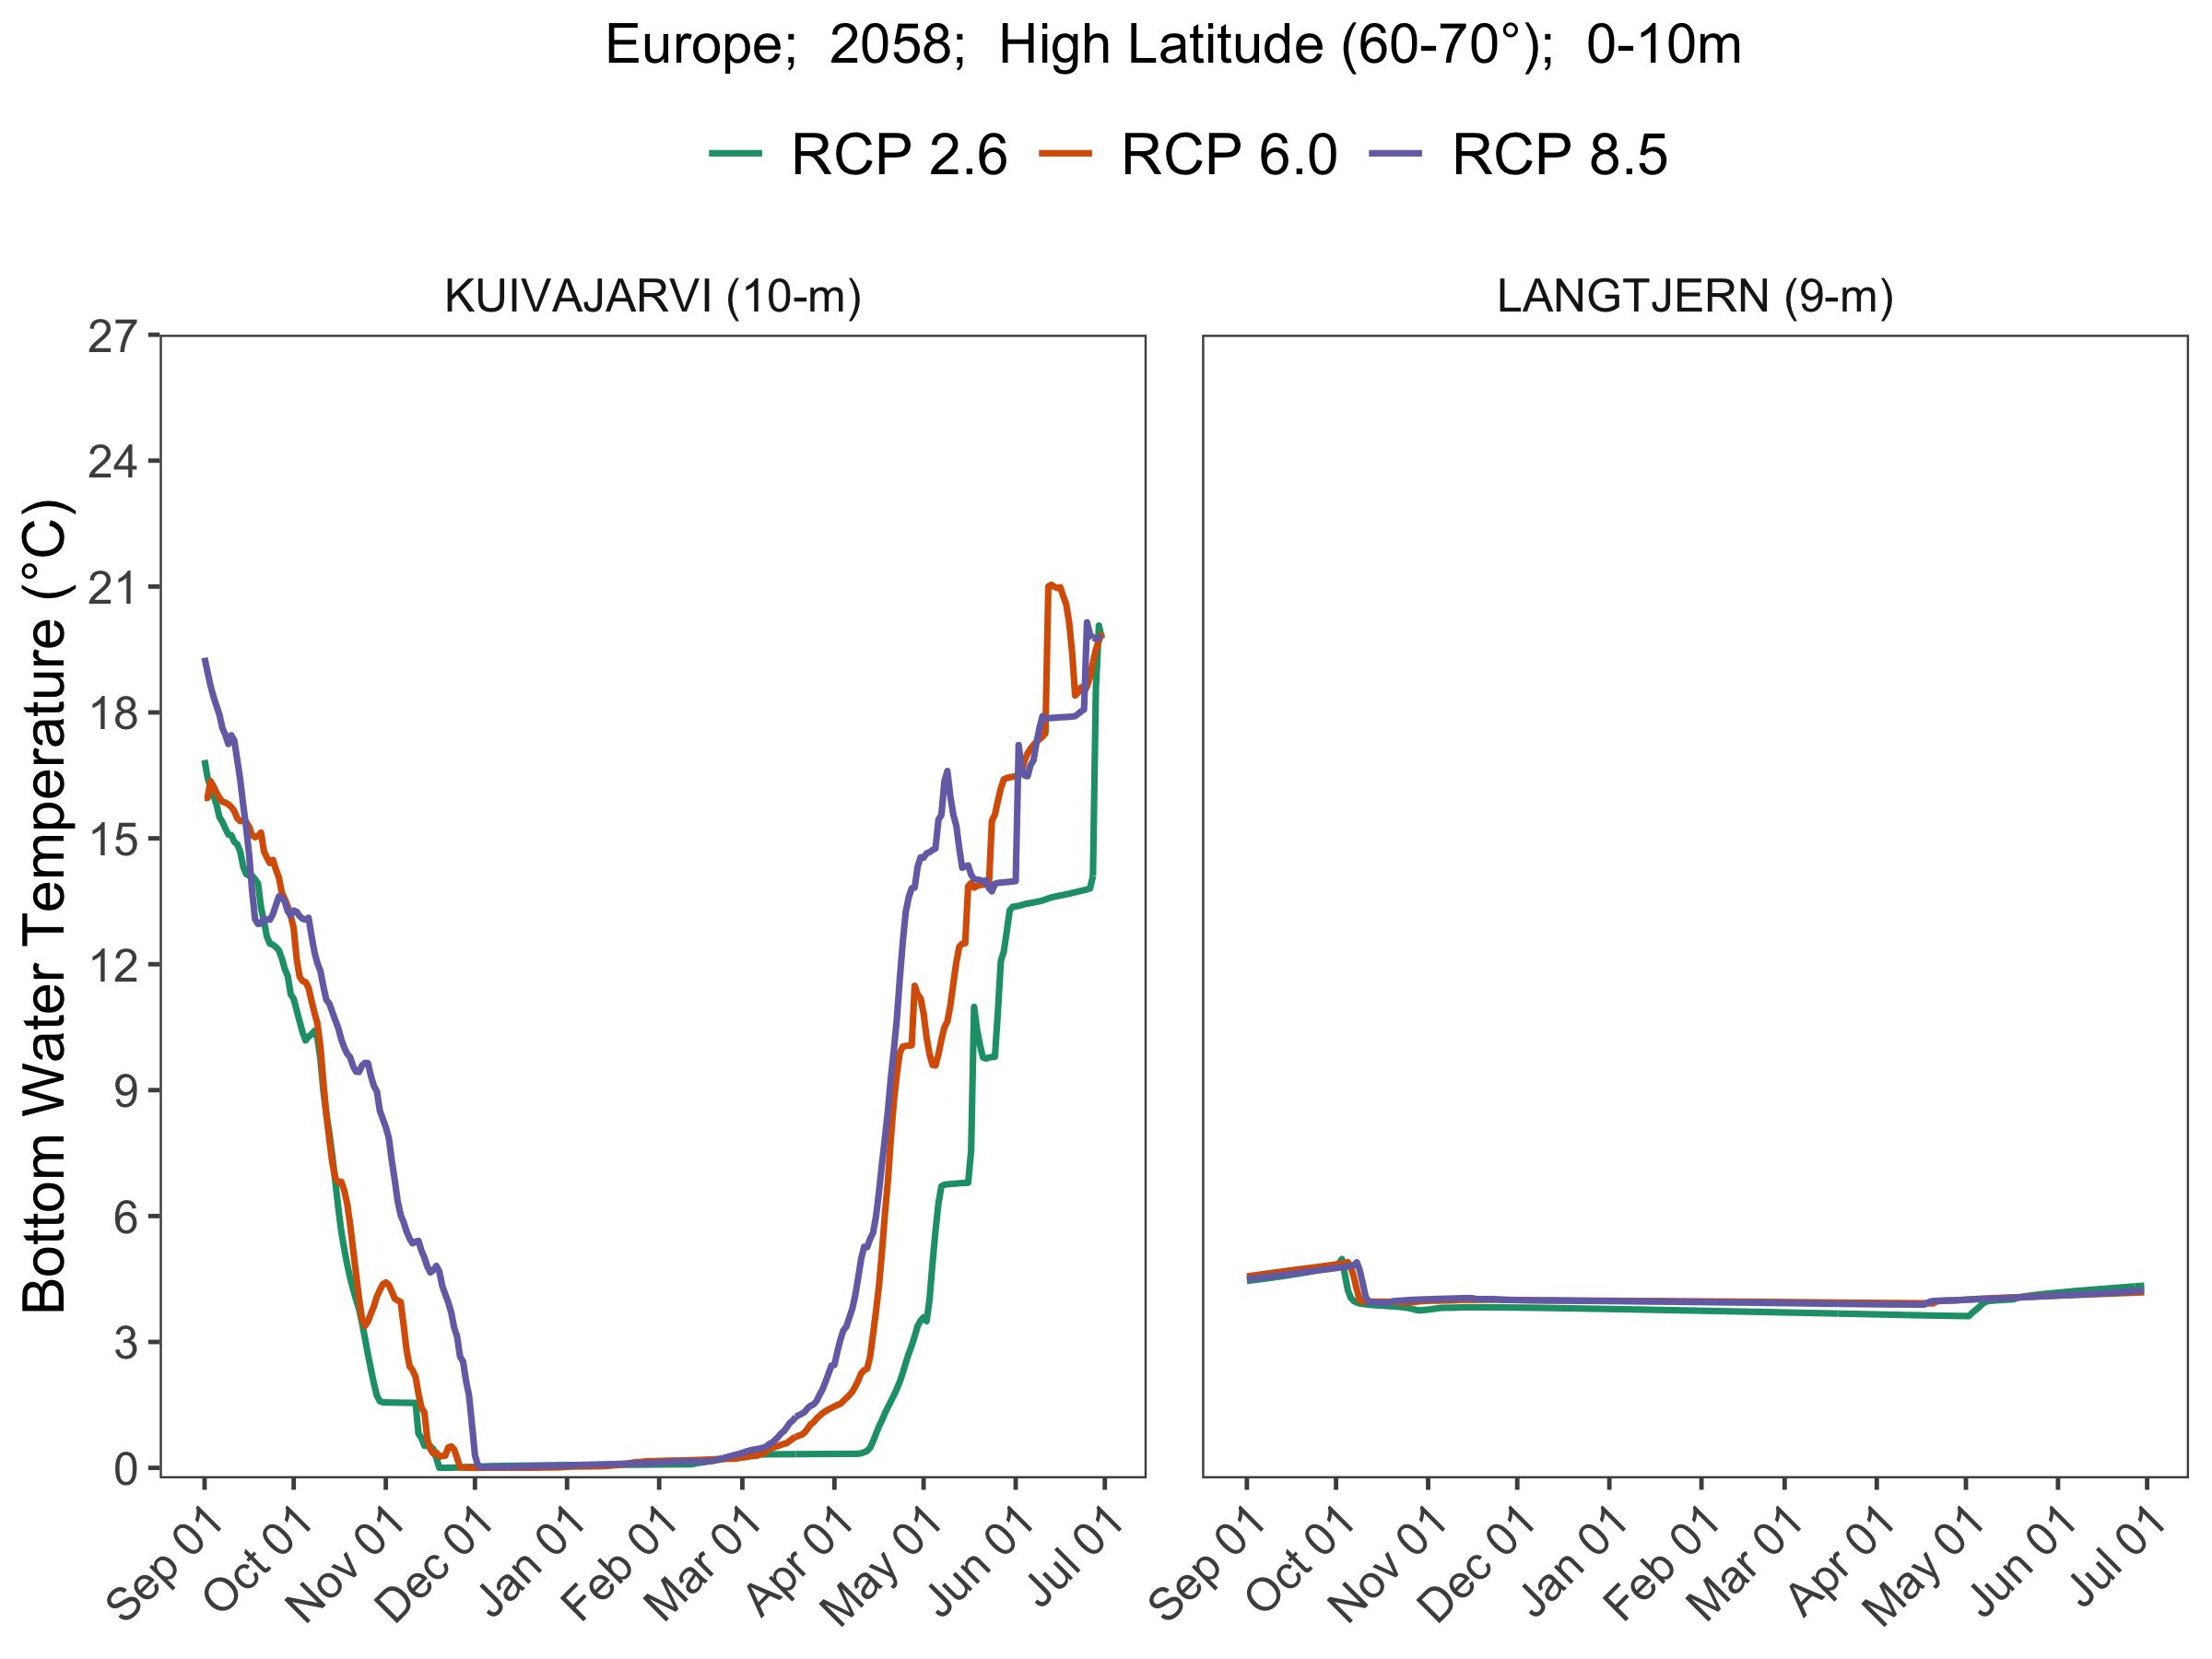 Europe; 2058; High Latitude (60-70°); 0-10m
RCP 2.6 RCP 6.0 RCP 8.5
KUIVAJARVI (10-m)
LANGTJERN (9-m)
Bottom Water Temperature (°C)
27
24
21
18
15
12
9
6
3
0
Sep 01 Oct 01 Nov 01 Dec 01 Jan 01 Feb 01 Mar 01 Apr 01 May 01 Jun 01 Jul 01
Sep 01 Oct 01 Nov 01 Dec 01 Jan 01 Feb 01 Mar 01 Apr 01 May 01 Jun 01 Jul 01